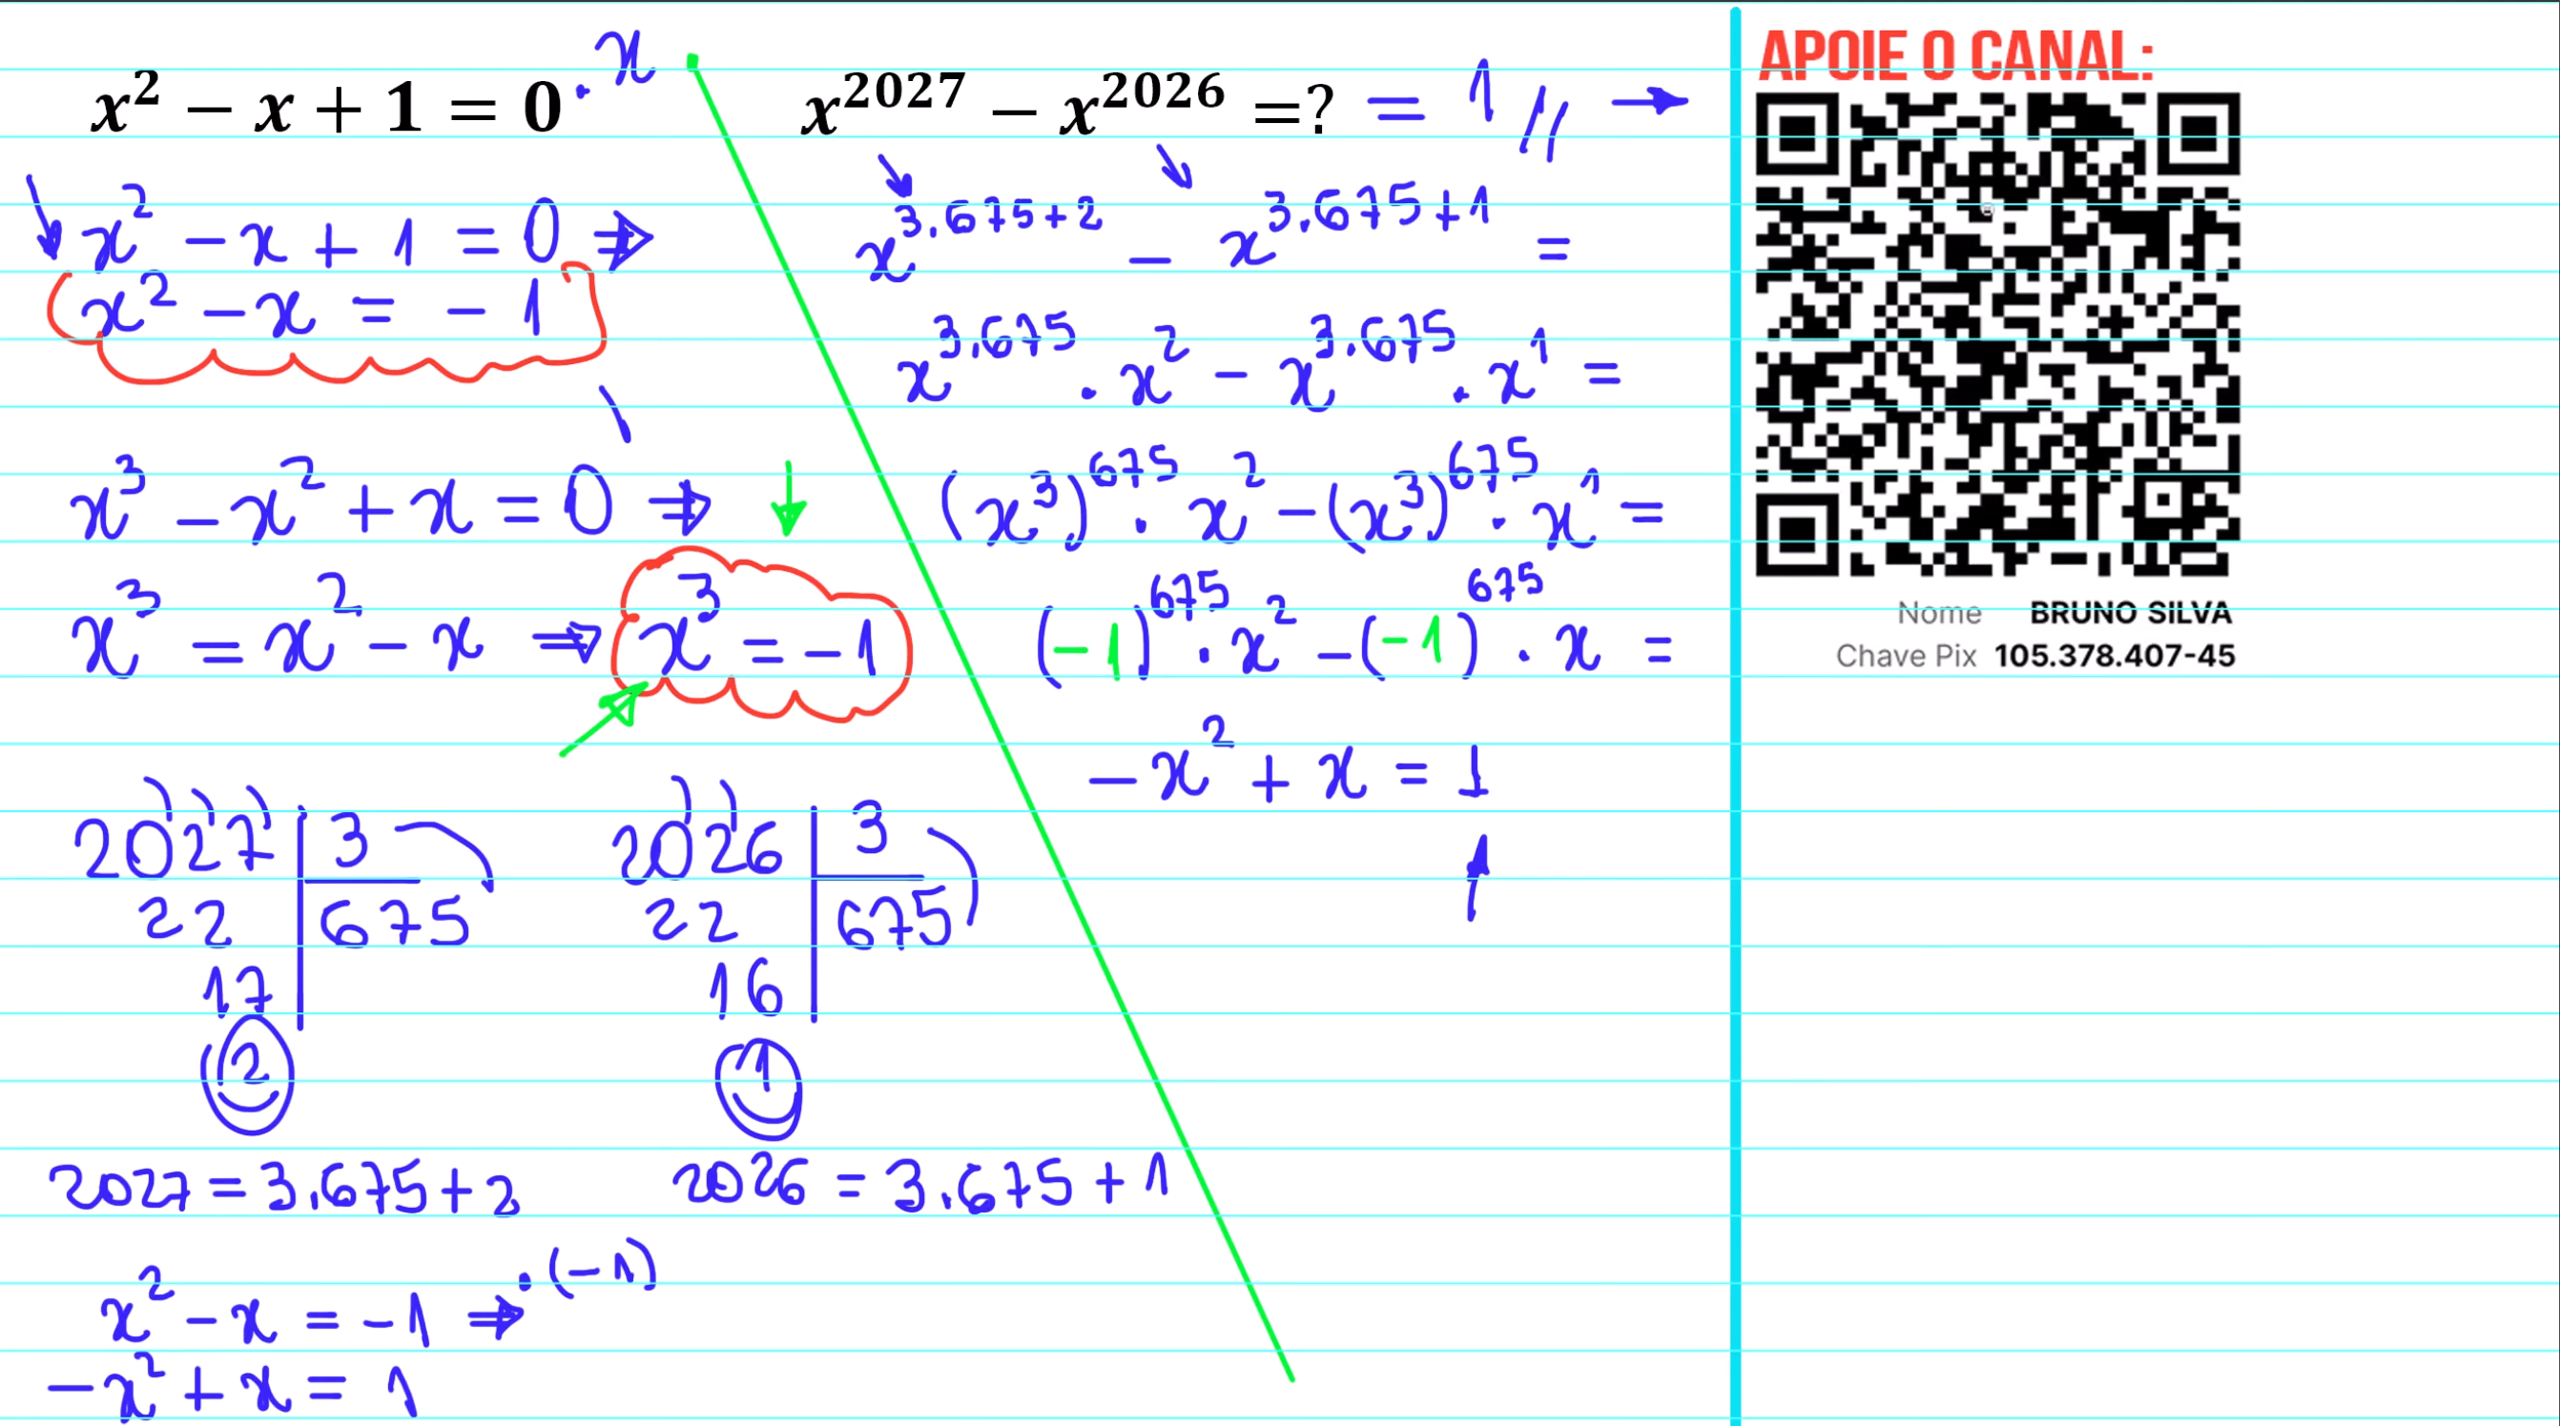 x² − x + 1 = 0 · x
x² − x + 1 = 0 ⇒
x² − x = − 1
x³ − x² + x = 0 ⇒
x³ = x² − x ⇒ x³ = − 1
2027 | 3
22 675
17
2
2026 | 3
22 675
16
1
2027 = 3.675 + 2
2026 = 3.675 + 1
x² − x = −1 ⇒ · (−1)
−x² + x = 1
x²⁰²⁷ − x²⁰²⁶ =? = 1 // →
x^(3.675+2) − x^(3.675+1) =
x^(3.675) . x² − x^(3.675) . x¹ =
(x³)⁶⁷⁵ . x² − (x³)⁶⁷⁵ . x¹ =
(−1)⁶⁷⁵ . x² − (−1)⁶⁷⁵ . x =
−x² + x = 1
APOIE O CANAL:
Nome BRUNO SILVA
Chave Pix 105.378.407-45